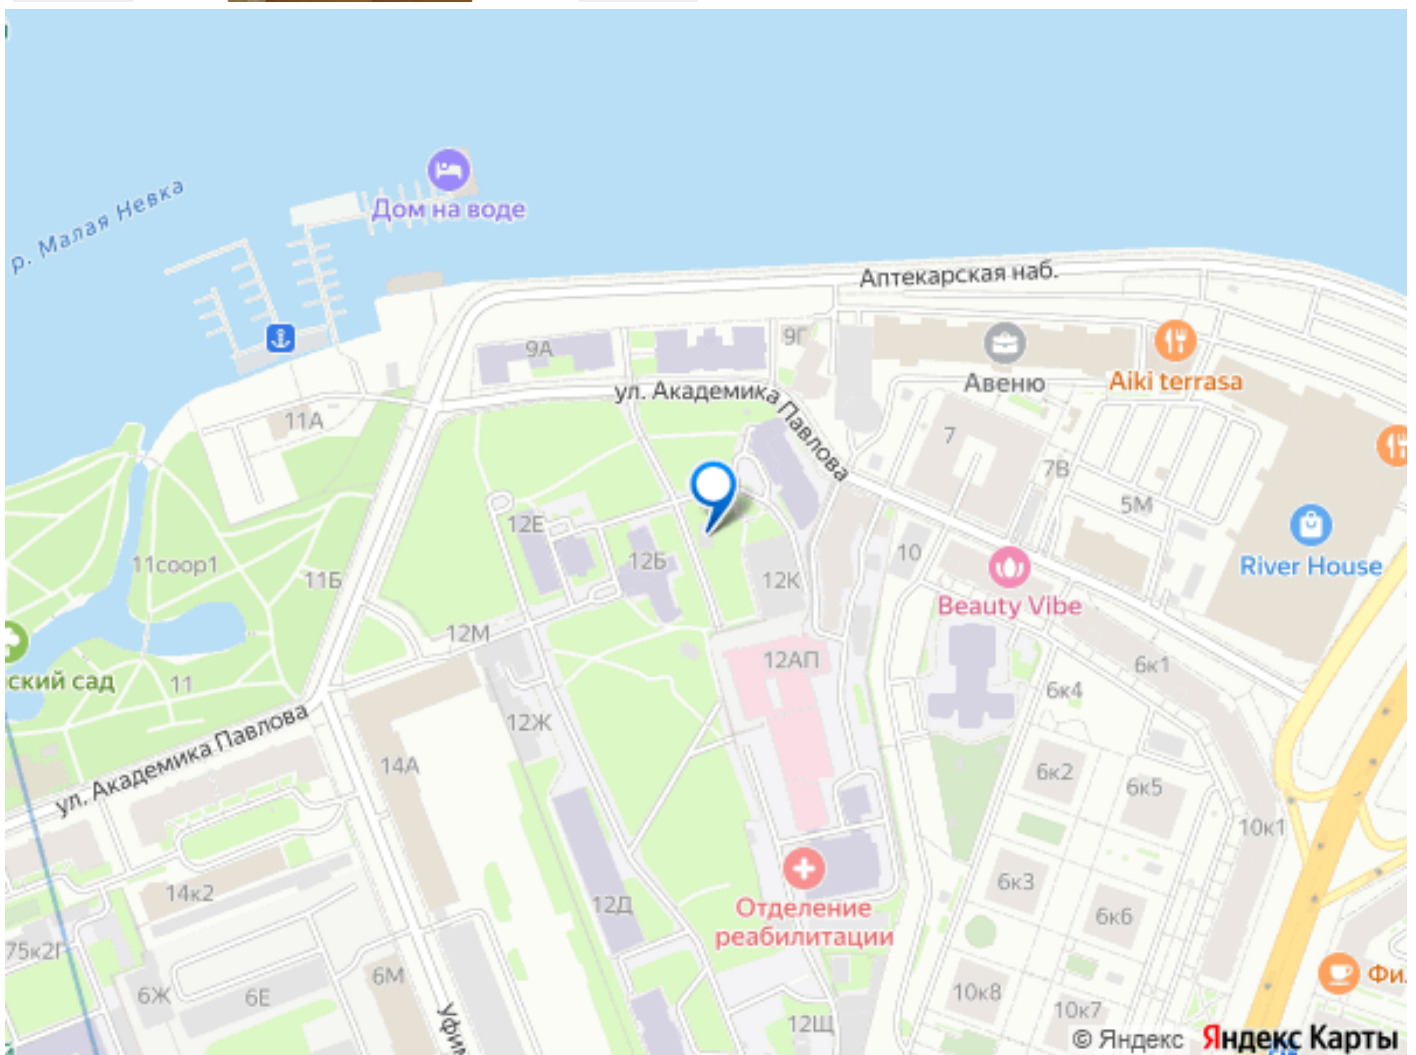 р. Малая Невка
Дом на воде
Аптекарская наб.
9А
9Г
ул. Академика Павлова
Авеню
Aiki terrasa
11А
7
7В
5М
River House
12Е
12Б
12К
10
Beauty Vibe
11соор1
11Б
12М
12АП
6к1
6к4
ский сад
11
ул. Академика Павлова
12Ж
14А
6к2
6к5
10к1
14к2
12Д
Отделение
реабилитации
6к3
6к6
75к2Г
6Ж
6Е
6М
10к8
10к7
12Щ
© Яндекс Яндекс Карты